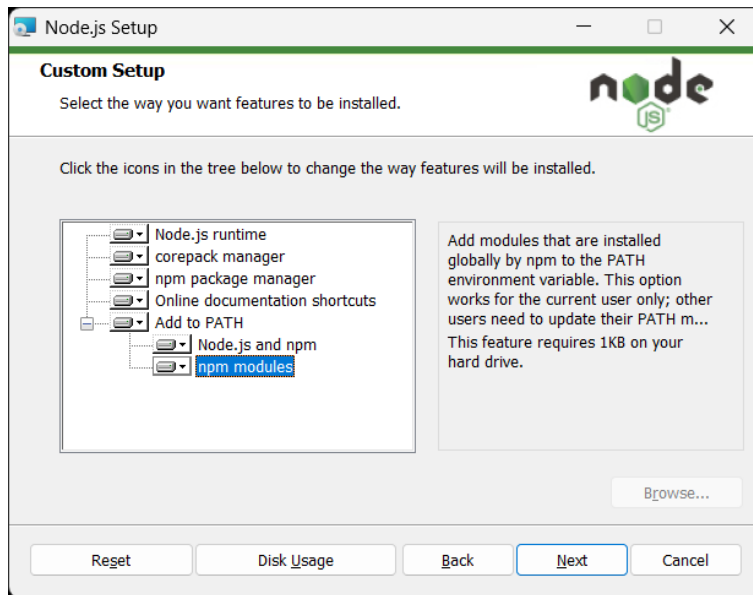 Node.js Setup
Custom Setup
Select the way you want features to be installed.
node
JS
Click the icons in the tree below to change the way features will be installed.
Node.js runtime
corepack manager
npm package manager
Online documentation shortcuts
Add to PATH
Node.js and npm
npm modules
Add modules that are installed
globally by npm to the PATH
environment variable. This option
works for the current user only; other
users need to update their PATH m...
This feature requires 1KB on your
hard drive.
Browse...
Reset
Disk Usage
Back
Next
Cancel